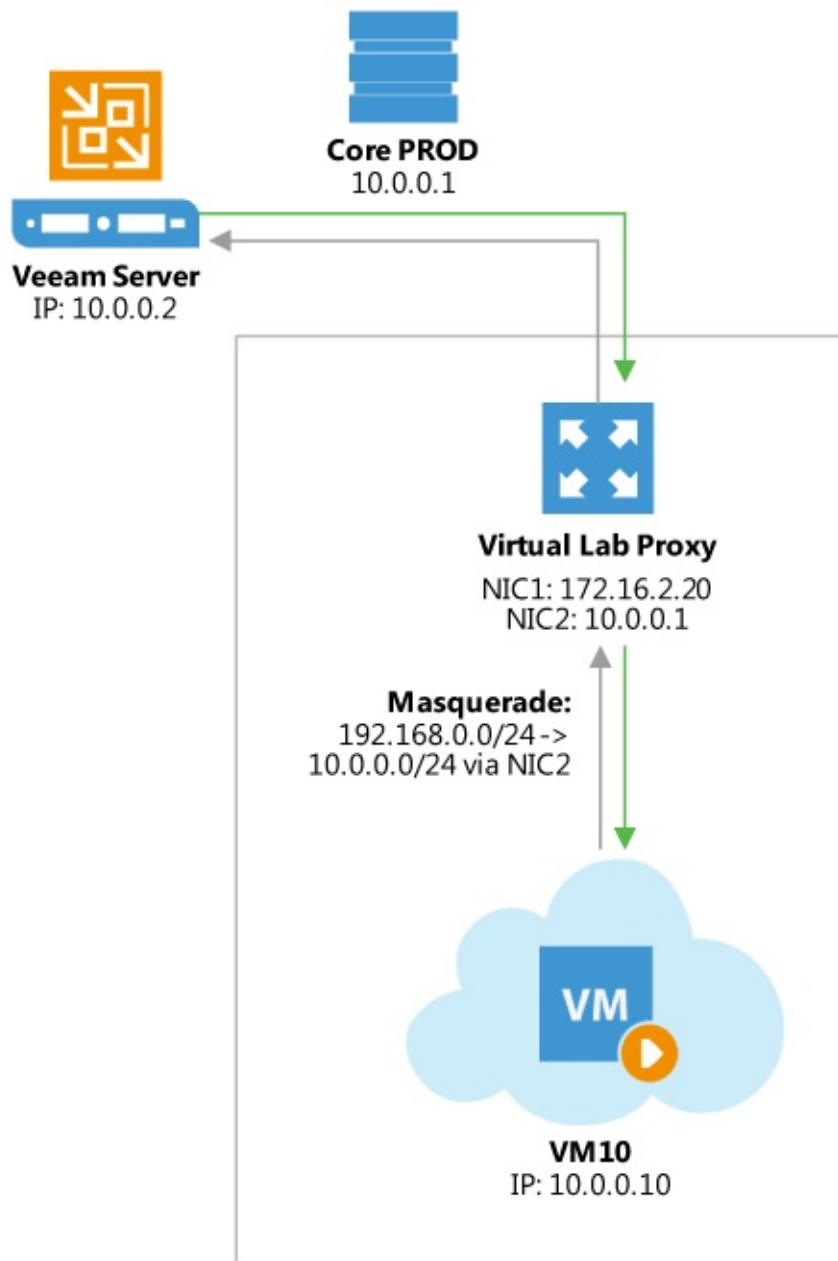 Core PROD
10.0.0.1
Veeam Server
IP: 10.0.0.2
Virtual Lab Proxy
NIC1: 172.16.2.20
NIC2: 10.0.0.1
Masquerade:
192.168.0.0/24 ->
10.0.0.0/24 via NIC2
VM
VM10
IP: 10.0.0.10